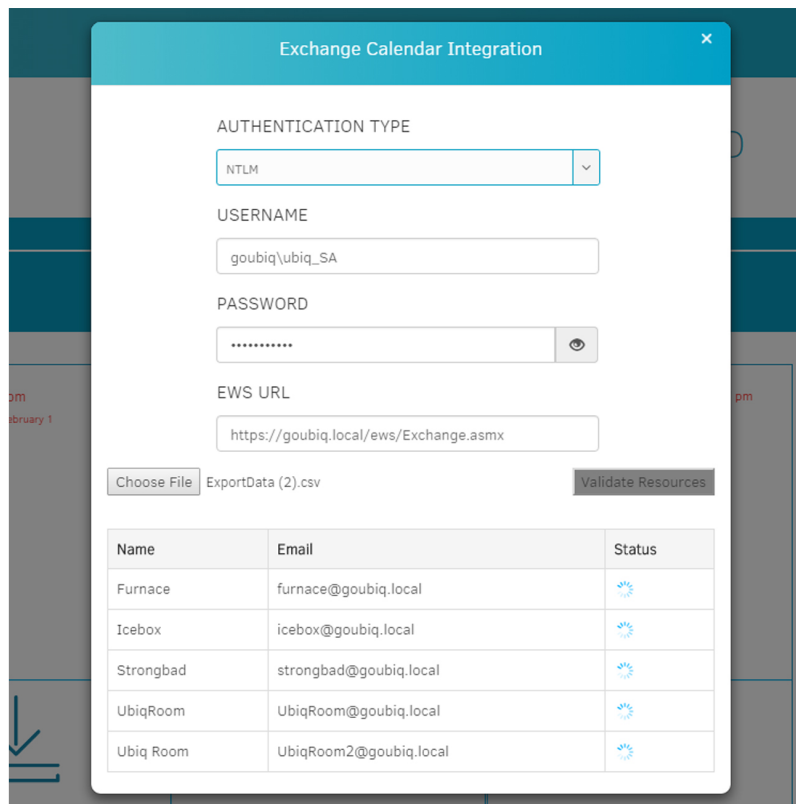 Exchange Calendar Integration ×
AUTHENTICATION TYPE
NTLM
USERNAME
goubiq\ubiq_SA
PASSWORD
•••••••••••
EWS URL
https://goubiq.local/ews/Exchange.asmx
Choose File ExportData (2).csv Validate Resources
Name Email Status
Furnace furnace@goubiq.local
Icebox icebox@goubiq.local
Strongbad strongbad@goubiq.local
UbiqRoom UbiqRoom@goubiq.local
Ubiq Room UbiqRoom2@goubiq.local
pm